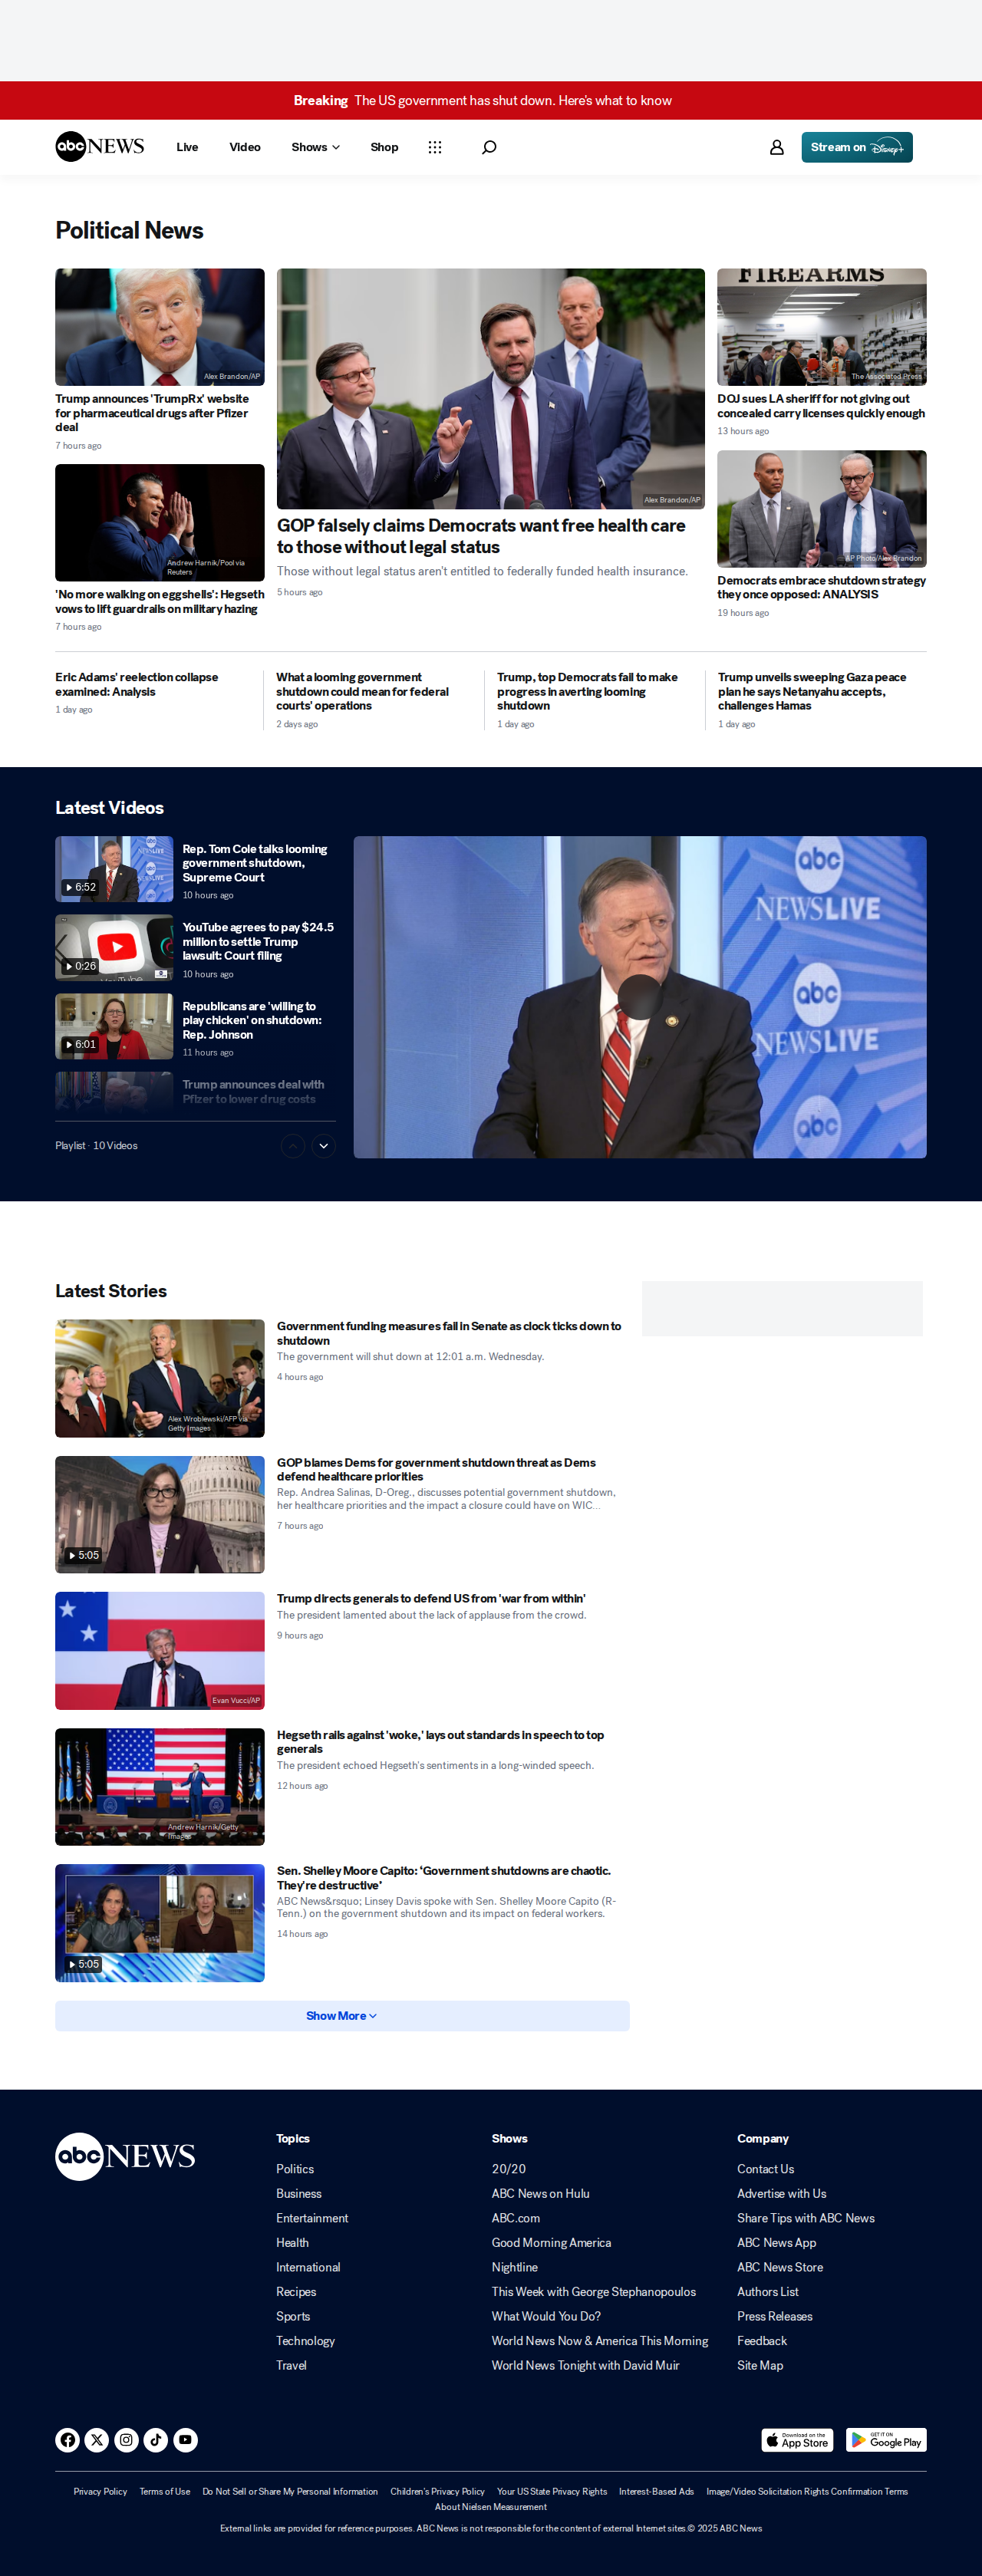 Breaking The US government has shut down. Here's what to know
abc NEWS
Live
Video
Shows
Shop
Stream on Disney+
Political News
Alex Brandon/AP
Trump announces 'TrumpRx' website
for pharmaceutical drugs after Pfizer
deal
7 hours ago
Andrew Harnik/Pool via
Reuters
'No more walking on eggshells': Hegseth
vows to lift guardrails on military hazing
7 hours ago
Alex Brandon/AP
GOP falsely claims Democrats want free health care
to those without legal status
Those without legal status aren't entitled to federally funded health insurance.
5 hours ago
FIREARMS
The Associated Press
DOJ sues LA sheriff for not giving out
concealed carry licenses quickly enough
13 hours ago
AP Photo/Alex Brandon
Democrats embrace shutdown strategy
they once opposed: ANALYSIS
19 hours ago
Eric Adams' reelection collapse
examined: Analysis
1 day ago
What a looming government
shutdown could mean for federal
courts' operations
2 days ago
Trump, top Democrats fail to make
progress in averting looming
shutdown
1 day ago
Trump unveils sweeping Gaza peace
plan he says Netanyahu accepts,
challenges Hamas
1 day ago
Latest Videos
6:52
Rep. Tom Cole talks looming
government shutdown,
Supreme Court
10 hours ago
0:26
YouTube agrees to pay $24.5
million to settle Trump
lawsuit: Court filing
10 hours ago
6:01
Republicans are 'willing to
play chicken' on shutdown:
Rep. Johnson
11 hours ago
Trump announces deal with
Pfizer to lower drug costs
Playlist · 10 Videos
abc
NEWS LIVE
abc
NEWS LIVE
abc
Latest Stories
Alex Wroblewski/AFP via
Getty Images
Government funding measures fail in Senate as clock ticks down to
shutdown
The government will shut down at 12:01 a.m. Wednesday.
4 hours ago
5:05
GOP blames Dems for government shutdown threat as Dems
defend healthcare priorities
Rep. Andrea Salinas, D-Oreg., discusses potential government shutdown,
her healthcare priorities and the impact a closure could have on WIC...
7 hours ago
Evan Vucci/AP
Trump directs generals to defend US from 'war from within'
The president lamented about the lack of applause from the crowd.
9 hours ago
Andrew Harnik/Getty
Images
Hegseth rails against 'woke,' lays out standards in speech to top
generals
The president echoed Hegseth's sentiments in a long-winded speech.
12 hours ago
5:05
Sen. Shelley Moore Capito: 'Government shutdowns are chaotic.
They're destructive'
ABC News&rsquo; Linsey Davis spoke with Sen. Shelley Moore Capito (R-
Tenn.) on the government shutdown and its impact on federal workers.
14 hours ago
Show More
abc NEWS
Topics
Politics
Business
Entertainment
Health
International
Recipes
Sports
Technology
Travel
Shows
20/20
ABC News on Hulu
ABC.com
Good Morning America
Nightline
This Week with George Stephanopoulos
What Would You Do?
World News Now & America This Morning
World News Tonight with David Muir
Company
Contact Us
Advertise with Us
Share Tips with ABC News
ABC News App
ABC News Store
Authors List
Press Releases
Feedback
Site Map
Download on the
App Store
GET IT ON
Google Play
Privacy Policy Terms of Use Do Not Sell or Share My Personal Information Children's Privacy Policy Your US State Privacy Rights Interest-Based Ads Image/Video Solicitation Rights Confirmation Terms
About Nielsen Measurement
External links are provided for reference purposes. ABC News is not responsible for the content of external Internet sites.© 2025 ABC News